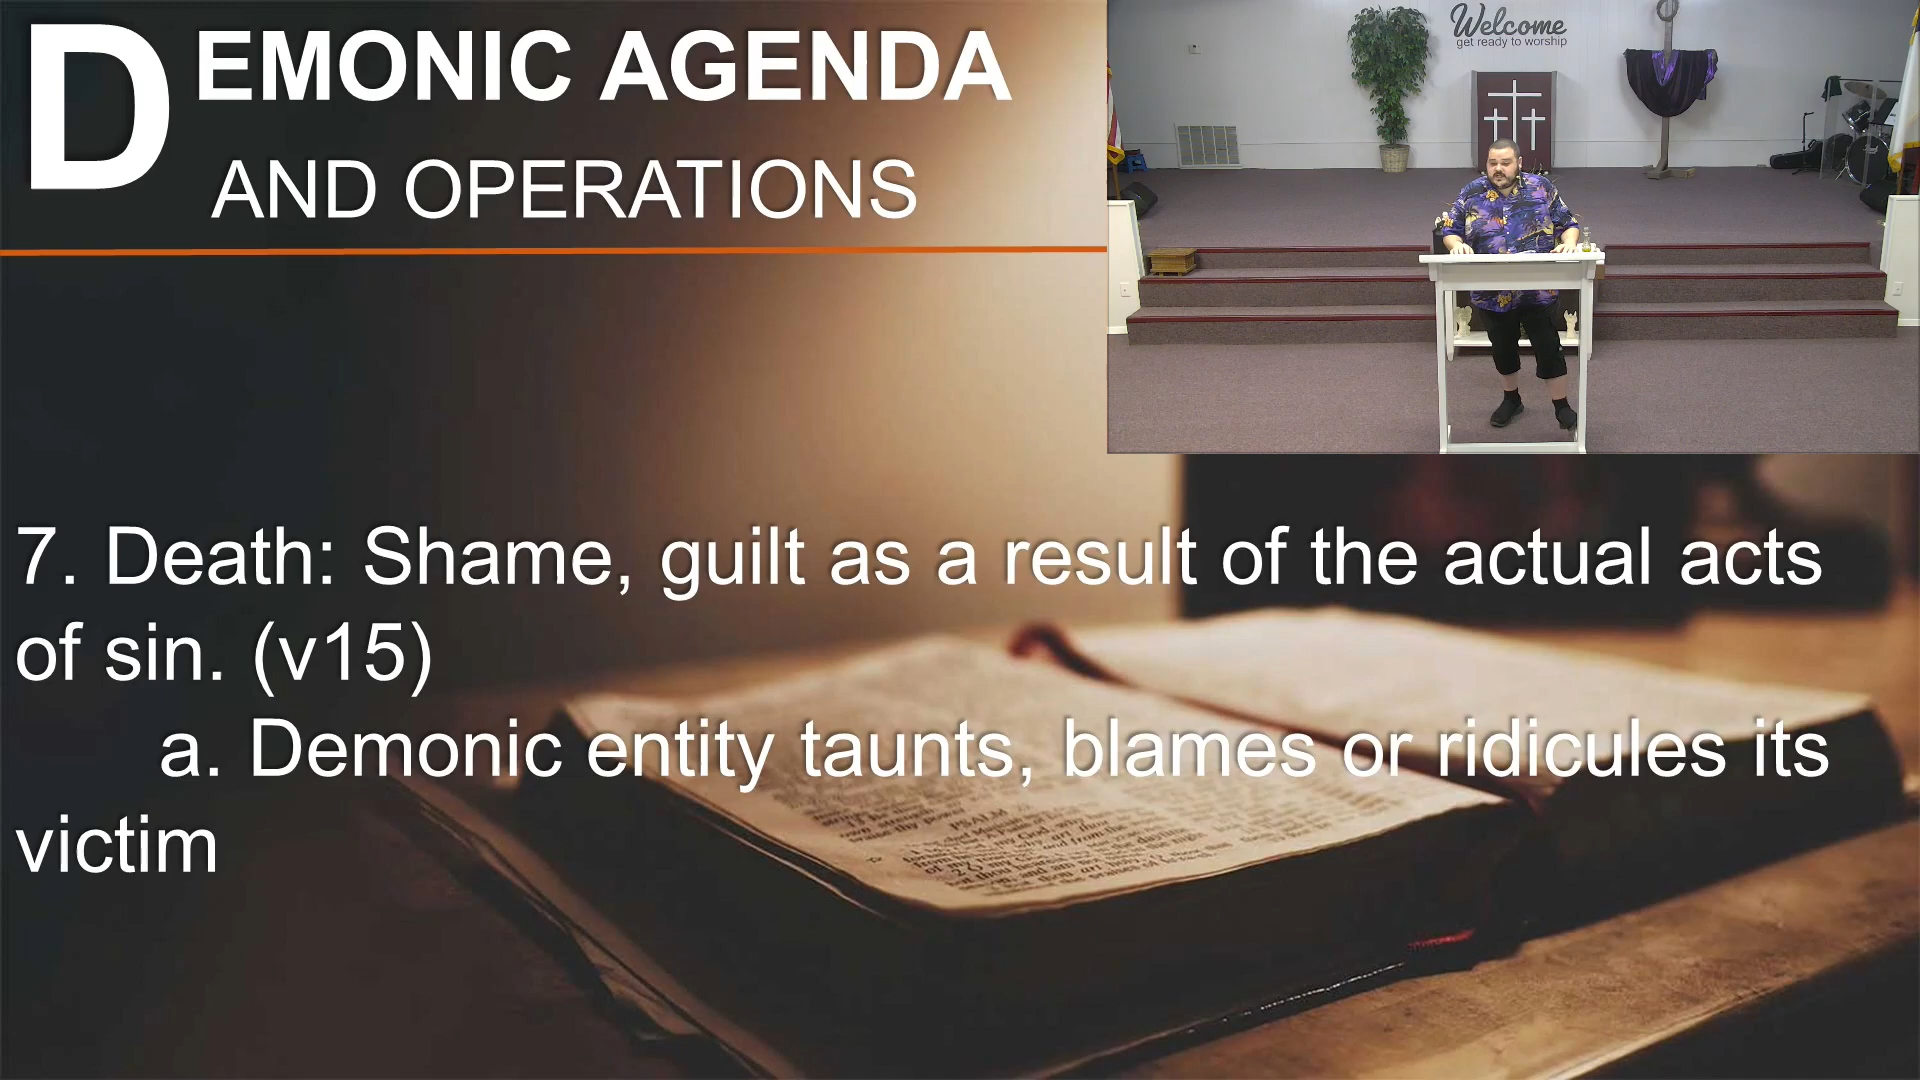 DEMONIC AGENDA
AND OPERATIONS
Welcome
get ready to worship
7. Death: Shame, guilt as a result of the actual acts
of sin. (v15)
a. Demonic entity taunts, blames or ridicules its
victim
PSALM